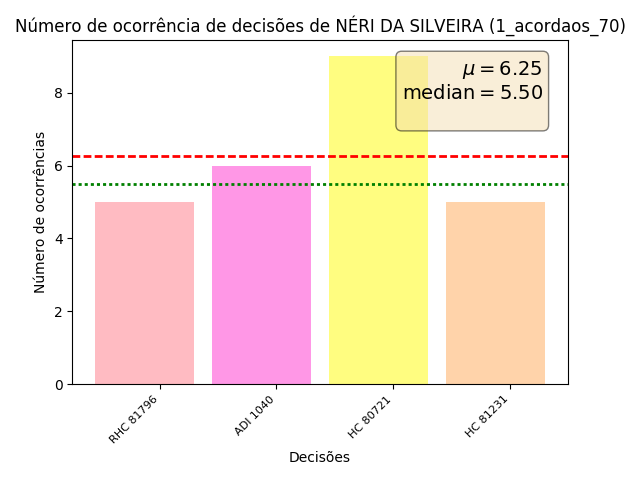 Número de ocorrência de decisões de NÉRI DA SILVEIRA (1_acordaos_70)
μ = 6.25
median = 5.50
Número de ocorrências
8
6
4
2
0
RHC 81796
ADI 1040
HC 80721
HC 81231
Decisões